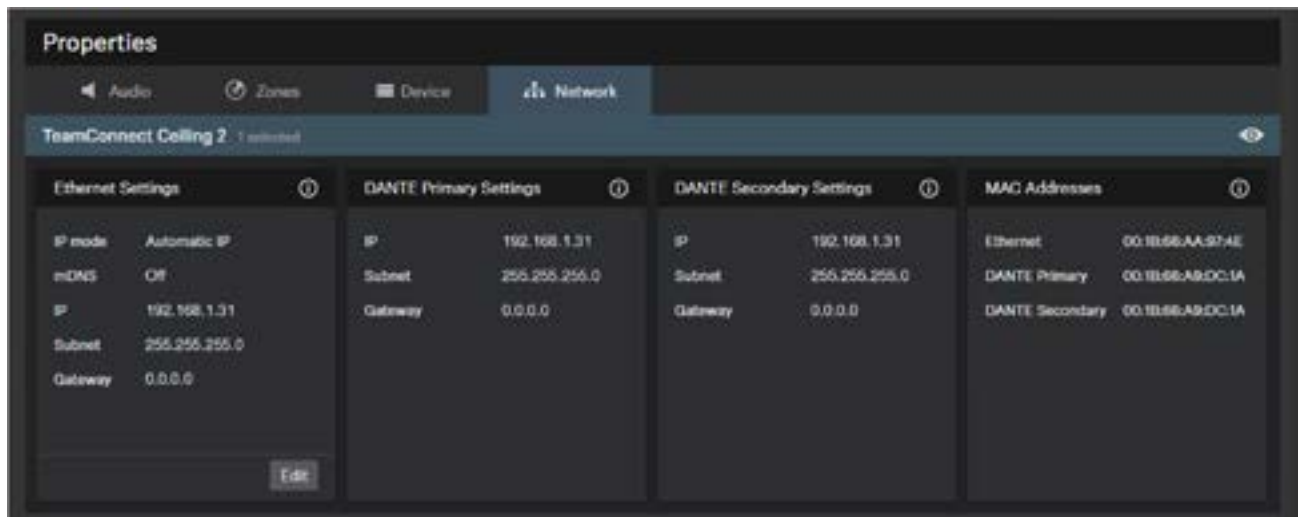 Properties
Audio
Zones
Device
Network
TeamConnect Ceiling 2 1 selected
Ethernet Settings
IP mode Automatic IP
mDNS Off
IP 192.168.1.31
Subnet 255.255.255.0
Gateway 0.0.0.0
Edit
DANTE Primary Settings
IP 192.168.1.31
Subnet 255.255.255.0
Gateway 0.0.0.0
DANTE Secondary Settings
IP 192.168.1.31
Subnet 255.255.255.0
Gateway 0.0.0.0
MAC Addresses
Ethernet 00:1B:66:AA:97:4E
DANTE Primary 00:1B:66:A9:DC:1A
DANTE Secondary 00:1B:66:A9:DC:1A